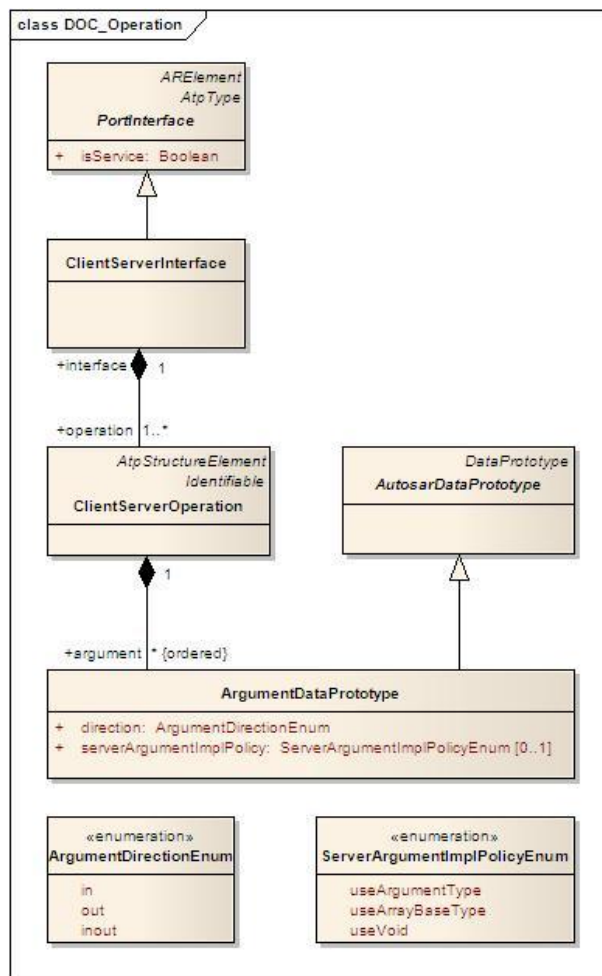 class DOC_Operation
ARElement
AtpType
PortInterface
+ isService: Boolean
ClientServerInterface
+interface 1
+operation 1..*
AtpStructureElement
Identifiable
ClientServerOperation
DataPrototype
AutosarDataPrototype
1
+argument * {ordered}
ArgumentDataPrototype
+ direction: ArgumentDirectionEnum
+ serverArgumentImplPolicy: ServerArgumentImplPolicyEnum [0..1]
«enumeration»
ArgumentDirectionEnum
in
out
inout
«enumeration»
ServerArgumentImplPolicyEnum
useArgumentType
useArrayBaseType
useVoid